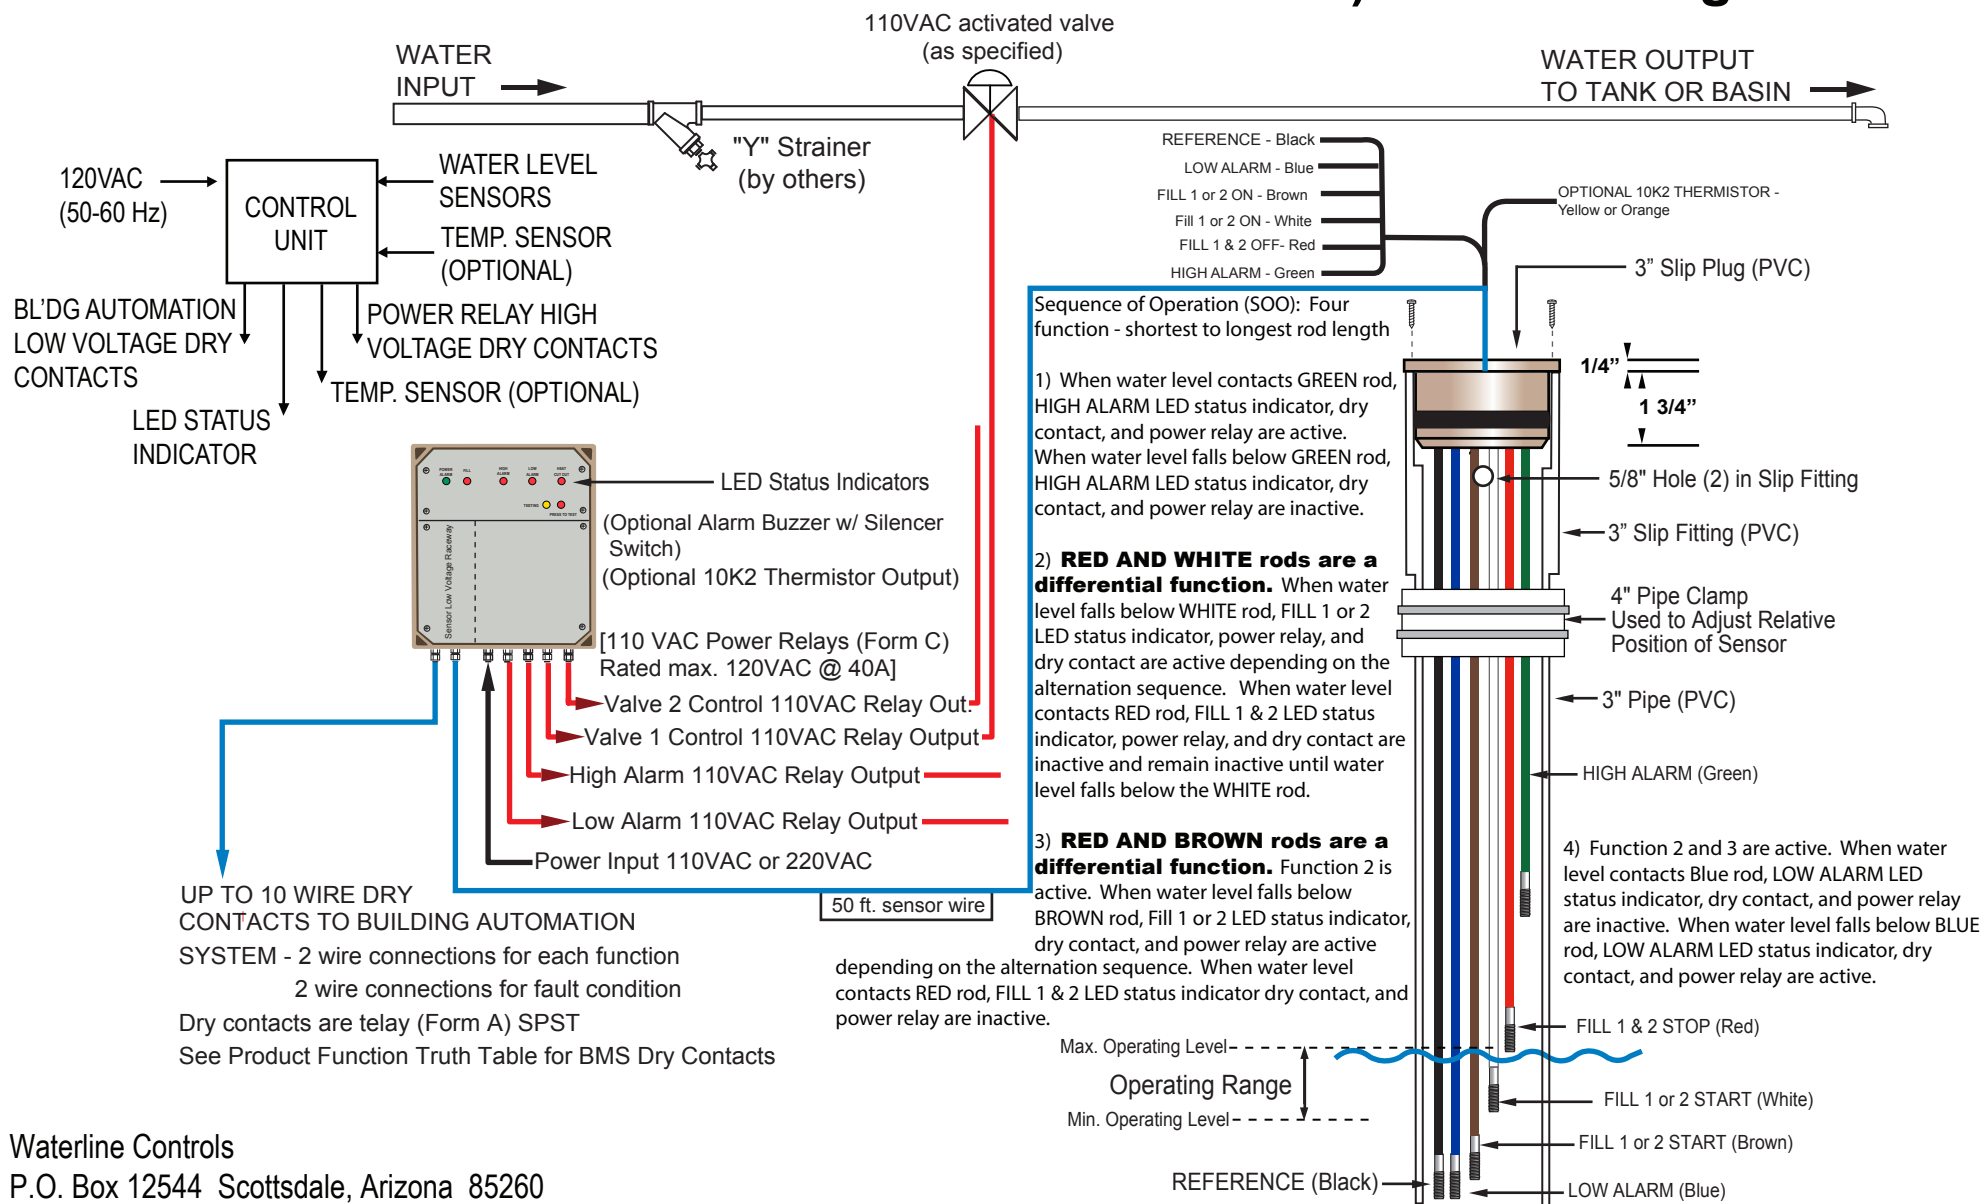 110VAC activated valve
(as specified)
WATER
INPUT
WATER OUTPUT
TO TANK OR BASIN
"Y" Strainer
(by others)
120VAC
(50-60 Hz)
CONTROL
UNIT
WATER LEVEL
SENSORS
TEMP. SENSOR
(OPTIONAL)
BL'DG AUTOMATION
LOW VOLTAGE DRY
CONTACTS
POWER RELAY HIGH
VOLTAGE DRY CONTACTS
TEMP. SENSOR (OPTIONAL)
LED STATUS
INDICATOR
REFERENCE - Black
LOW ALARM - Blue
FILL 1 or 2 ON - Brown
Fill 1 or 2 ON - White
FILL 1 & 2 OFF- Red
HIGH ALARM - Green
OPTIONAL 10K2 THERMISTOR -
Yellow or Orange
3” Slip Plug (PVC)
1/4”
1 3/4”
5/8" Hole (2) in Slip Fitting
3” Slip Fitting (PVC)
4" Pipe Clamp
Used to Adjust Relative
Position of Sensor
3" Pipe (PVC)
HIGH ALARM (Green)
Sequence of Operation (SOO): Four
function - shortest to longest rod length
1) When water level contacts GREEN rod,
HIGH ALARM LED status indicator, dry
contact, and power relay are active.
When water level falls below GREEN rod,
HIGH ALARM LED status indicator, dry
contact, and power relay are inactive.
2) RED AND WHITE rods are a
differential function. When water
level falls below WHITE rod, FILL 1 or 2
LED status indicator, power relay, and
dry contact are active depending on the
alternation sequence. When water level
contacts RED rod, FILL 1 & 2 LED status
indicator, power relay, and dry contact are
inactive and remain inactive until water
level falls below the WHITE rod.
3) RED AND BROWN rods are a
differential function. Function 2 is
active. When water level falls below
BROWN rod, Fill 1 or 2 LED status indicator,
dry contact, and power relay are active
depending on the alternation sequence. When water level
contacts RED rod, FILL 1 & 2 LED status indicator dry contact, and
power relay are inactive.
4) Function 2 and 3 are active. When water
level contacts Blue rod, LOW ALARM LED
status indicator, dry contact, and power relay
are inactive. When water level falls below BLUE
rod, LOW ALARM LED status indicator, dry
contact, and power relay are active.
POWER ALARM
FILL
HIGH ALARM
LOW ALARM
HEAT CUT OUT
TESTING
PRESS TO TEST
Sensor Low Voltage Raceway
LED Status Indicators
(Optional Alarm Buzzer w/ Silencer
Switch)
(Optional 10K2 Thermistor Output)
[110 VAC Power Relays (Form C)
Rated max. 120VAC @ 40A]
Valve 2 Control 110VAC Relay Out.
Valve 1 Control 110VAC Relay Output
High Alarm 110VAC Relay Output
Low Alarm 110VAC Relay Output
Power Input 110VAC or 220VAC
50 ft. sensor wire
UP TO 10 WIRE DRY
CONTACTS TO BUILDING AUTOMATION
SYSTEM - 2 wire connections for each function
2 wire connections for fault condition
Dry contacts are telay (Form A) SPST
See Product Function Truth Table for BMS Dry Contacts
Max. Operating Level
Operating Range
Min. Operating Level
FILL 1 & 2 STOP (Red)
FILL 1 or 2 START (White)
FILL 1 or 2 START (Brown)
REFERENCE (Black)
LOW ALARM (Blue)
Waterline Controls
P.O. Box 12544 Scottsdale, Arizona 85260